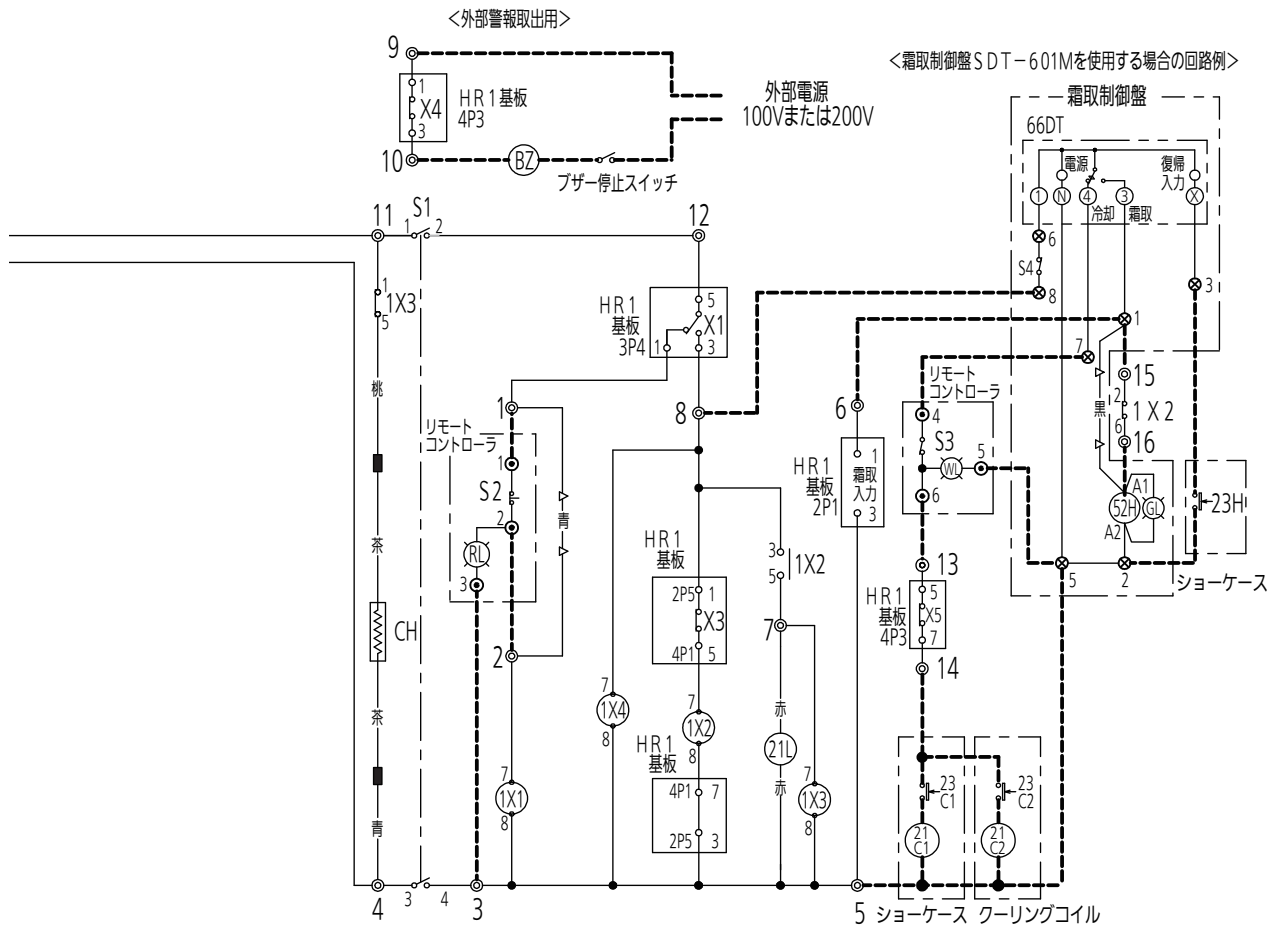 <外部警報取出用>
9
1
X4
3
HR1基板
4P3
10
BZ
ブザー停止スイッチ
外部電源
100Vまたは200V
<霜取制御盤SDT-601Mを使用する場合の回路例>
霜取制御盤
66DT
電源
復帰
入力
1
N
4
3
X
冷却
霜取
6
S4
8
3
1
7
11
S1
1
2
12
1
1X3
5
桃
茶
CH
茶
青
4
3
4
3
HR1
基板
3P4
5
X1
1
3
8
1
リモート
コントローラ
1
S2
2
RL
3
青
2
7
1X1
8
7
1X4
8
HR1
基板
2P5
1
X3
4P1
5
7
1X2
8
HR1
基板
4P1
7
2P5
3
3
1X2
5
7
赤
21L
赤
7
1X3
8
6
HR1
基板
2P1
1
霜取
入力
3
5
リモート
コントローラ
4
S3
WL
5
6
13
HR1
基板
4P3
5
X5
7
14
23
C1
21
C1
23
C2
21
C2
ショーケース
クーリングコイル
15
2
1X2
6
16
黒
A1
52H
A2
GL
5
2
23H
ショーケース